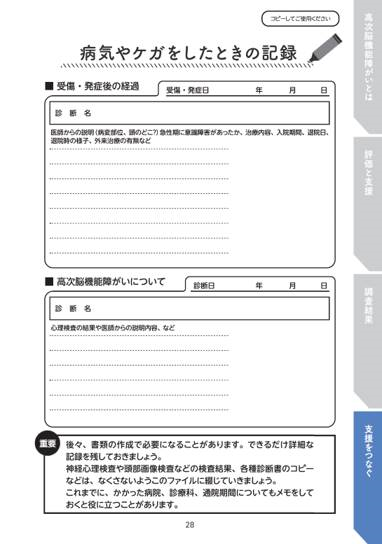 コピーしてご使用ください
病気やケガをしたときの記録
■ 受傷・発症後の経過
受傷・発症日　　年　　月　　日
診　断　名
医師からの説明（病変部位、頭のどこ？）急性期に意識障害があったか、治療内容、入院期間、退院日、
退院時の様子、外来治療の有無など
■ 高次脳機能障がいについて
診断日　　年　　月　　日
診　断　名
心理検査の結果や医師からの説明内容、など
重要
後々、書類の作成で必要になることがあります。できるだけ詳細な
記録を残しておきましょう。
神経心理検査や頭部画像検査などの検査結果、各種診断書のコピー
などは、なくさないようこのファイルに綴じていきましょう。
これまでに、かかった病院、診療科、通院期間についてもメモをして
おくと役に立つことがあります。
28
高次脳機能障がいとは
評価と支援
調査結果
支援をつなぐ